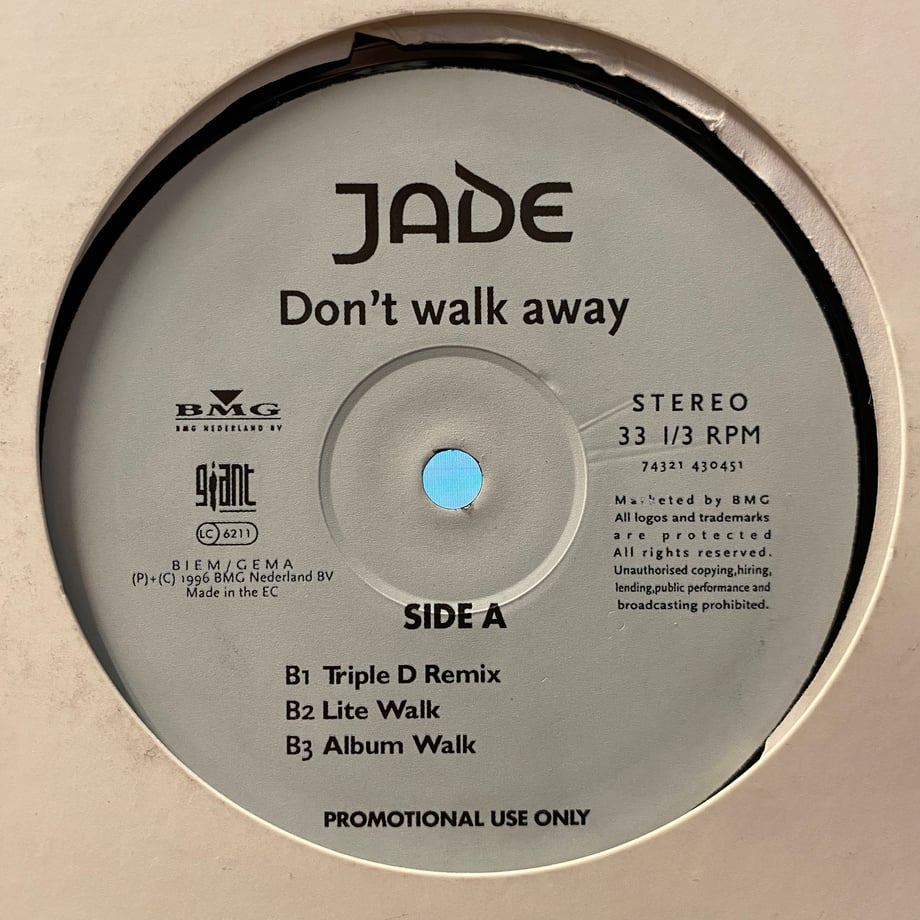 JADE
Don't walk away
BMG
BMG NEDERLAND BV
giant
LC 6211
BIEM/GEMA
(P)+(C) 1996 BMG Nederland BV
Made in the EC
STEREO
33 1/3 RPM
74321 430451
Marketed by BMG
All logos and trademarks
are protected
All rights reserved.
Unauthorised copying,hiring,
lending,public performance and
broadcasting prohibited.
SIDE A
B1 Triple D Remix
B2 Lite Walk
B3 Album Walk
PROMOTIONAL USE ONLY